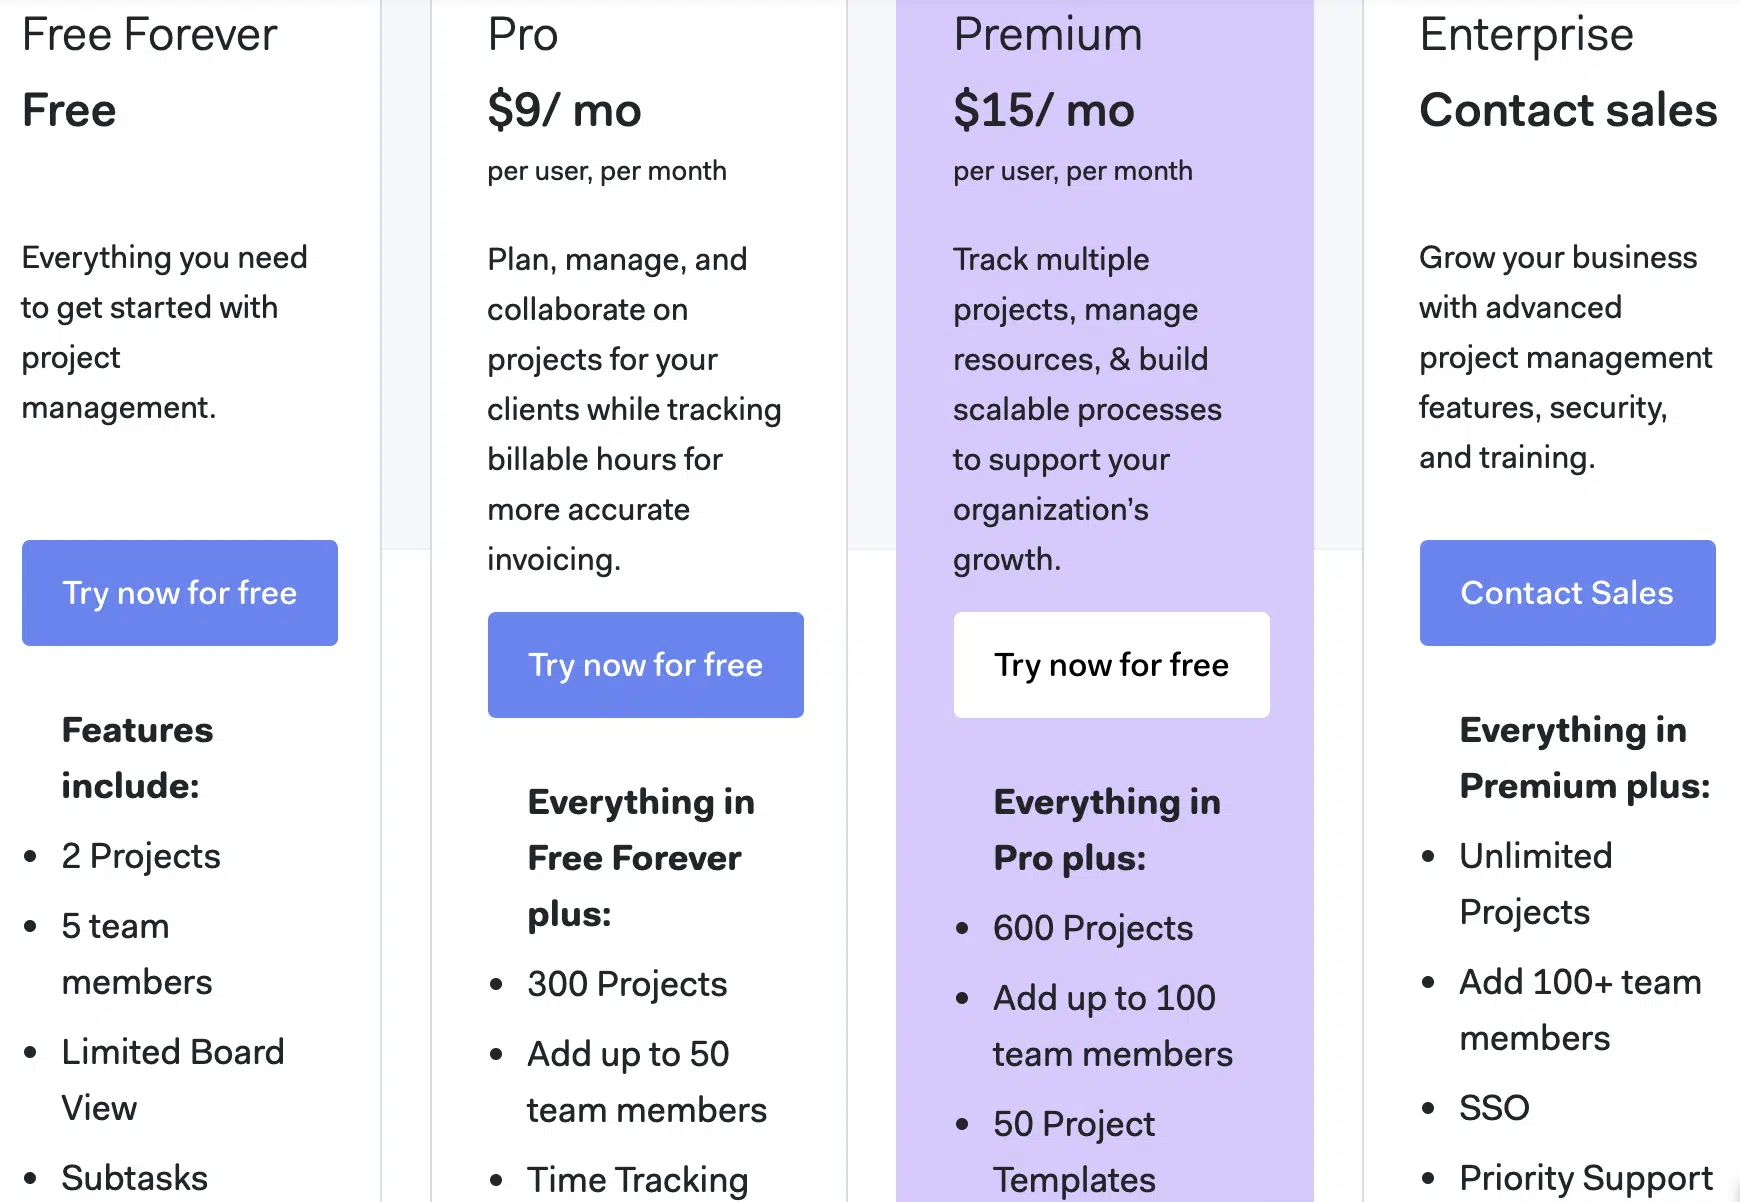 Free Forever
Free
Everything you need
to get started with
project
management.
Try now for free
Features
include:
• 2 Projects
• 5 team
members
• Limited Board
View
• Subtasks
Pro
$9/ mo
per user, per month
Plan, manage, and
collaborate on
projects for your
clients while tracking
billable hours for
more accurate
invoicing.
Try now for free
Everything in
Free Forever
plus:
• 300 Projects
• Add up to 50
team members
• Time Tracking
Premium
$15/ mo
per user, per month
Track multiple
projects, manage
resources, & build
scalable processes
to support your
organization’s
growth.
Try now for free
Everything in
Pro plus:
• 600 Projects
• Add up to 100
team members
• 50 Project
Templates
Enterprise
Contact sales
Grow your business
with advanced
project management
features, security,
and training.
Contact Sales
Everything in
Premium plus:
• Unlimited
Projects
• Add 100+ team
members
• SSO
• Priority Support